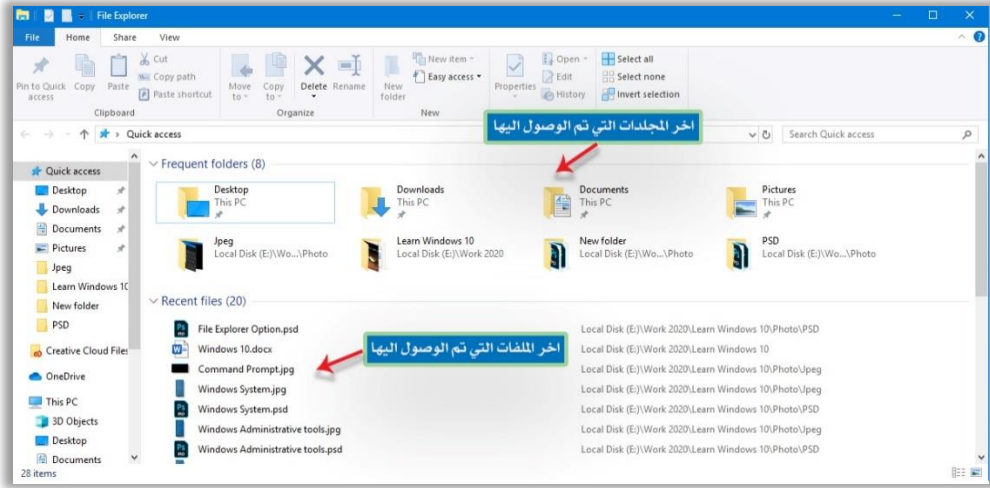 File Explorer
File Home Share View
Pin to Quick access
Copy
Paste
Cut
Copy path
Paste shortcut
Clipboard
Move to
Copy to
Delete
Rename
Organize
New folder
New item
Easy access
New
Properties
Open
Edit
History
Select all
Select none
Invert selection
اخر المجلدات التي تم الوصول اليها
Quick access
Search Quick access
Quick access
Desktop
Downloads
Documents
Pictures
Jpeg
Learn Windows 10
New folder
PSD
Creative Cloud Files
OneDrive
This PC
3D Objects
Desktop
Documents
Frequent folders (8)
Desktop
This PC
Downloads
This PC
Documents
This PC
Pictures
This PC
Jpeg
Local Disk (E:)\Wo...\Photo
Learn Windows 10
Local Disk (E:)\Work 2020
New folder
Local Disk (E:)\Wo...\Photo
PSD
Local Disk (E:)\Wo...\Photo
Recent files (20)
File Explorer Option.psd Local Disk (E:)\Work 2020\Learn Windows 10\Photo\PSD
Windows 10.docx Local Disk (E:)\Work 2020\Learn Windows 10
اخر الملفات التي تم الوصول اليها
Command Prompt.jpg Local Disk (E:)\Work 2020\Learn Windows 10\Photo\Jpeg
Windows System.jpg Local Disk (E:)\Work 2020\Learn Windows 10\Photo\Jpeg
Windows System.psd Local Disk (E:)\Work 2020\Learn Windows 10\Photo\PSD
Windows Administrative tools.jpg Local Disk (E:)\Work 2020\Learn Windows 10\Photo\Jpeg
Windows Administrative tools.psd Local Disk (E:)\Work 2020\Learn Windows 10\Photo\PSD
28 items